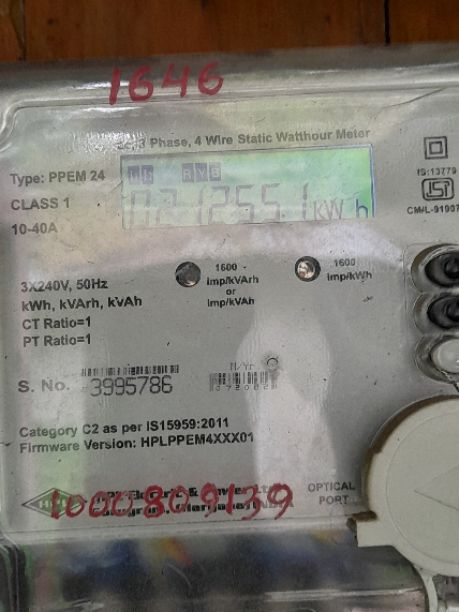 1646
3 Phase, 4 Wire Static Watthour Meter
Type: PPEM 24
R Y B
CLASS 1
kWh
10-40A
IS:13779
CM/L-91907
3X240V, 50Hz
kWh, kVArh, kVAh
CT Ratio=1
PT Ratio=1
1600
imp/kVArh
or
imp/kVAh
1600
imp/kWh
M/Yr
S. No. 3995786
Category C2 as per IS15959:2011
Firmware Version: HPLPPEM4XXX01
1000809139
OPTICAL
PORT